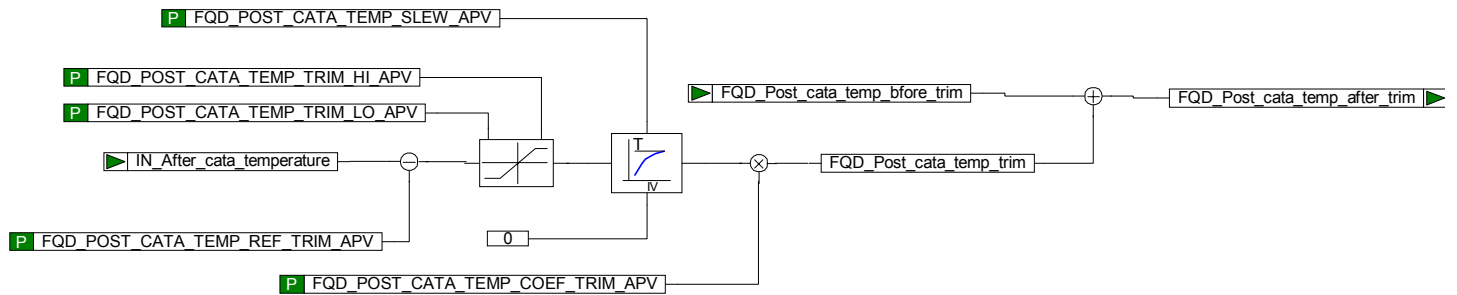 P FQD_POST_CATA_TEMP_SLEW_APV
P FQD_POST_CATA_TEMP_TRIM_HI_APV
P FQD_POST_CATA_TEMP_TRIM_LO_APV
FQD_Post_cata_temp_bfore_trim
FQD_Post_cata_temp_after_trim
IN_After_cata_temperature
T
IV
FQD_Post_cata_temp_trim
P FQD_POST_CATA_TEMP_REF_TRIM_APV
0
P FQD_POST_CATA_TEMP_COEF_TRIM_APV